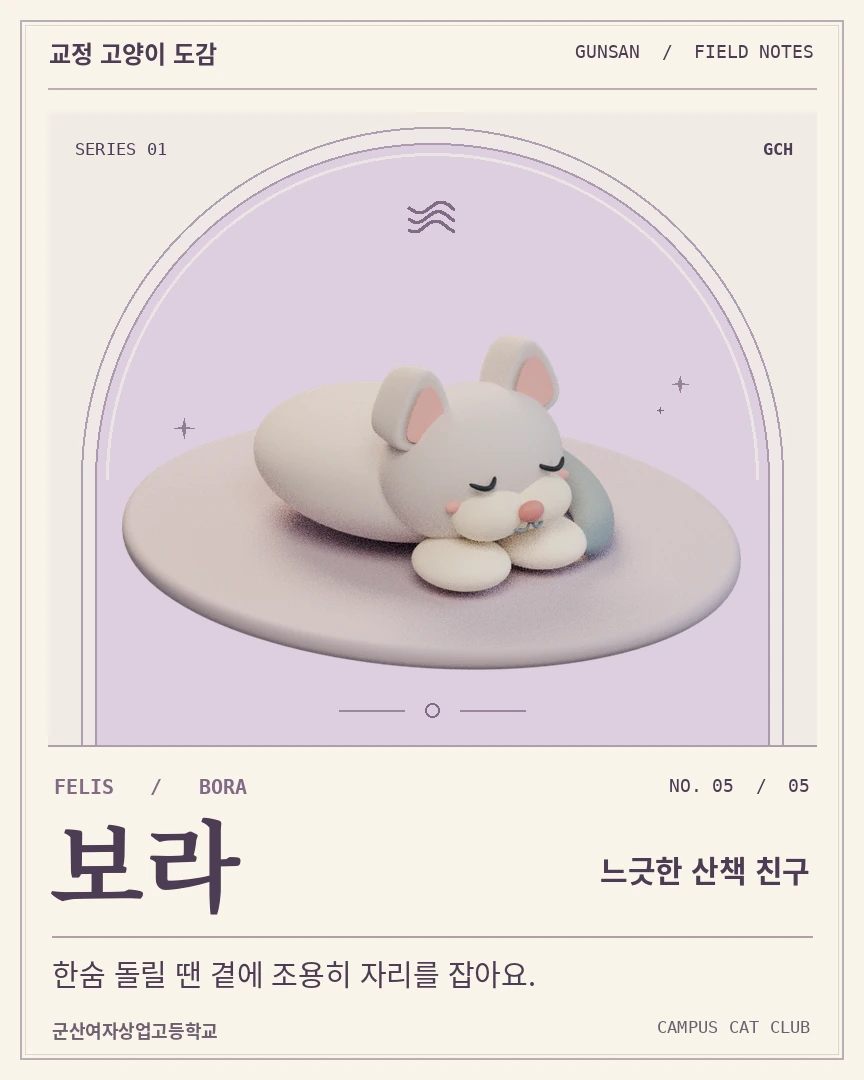 교정 고양이 도감
GUNSAN / FIELD NOTES
SERIES 01
GCH
FELIS / BORA
NO. 05 / 05
보라
느긋한 산책 친구
한숨 돌릴 땐 곁에 조용히 자리를 잡아요.
군산여자상업고등학교
CAMPUS CAT CLUB